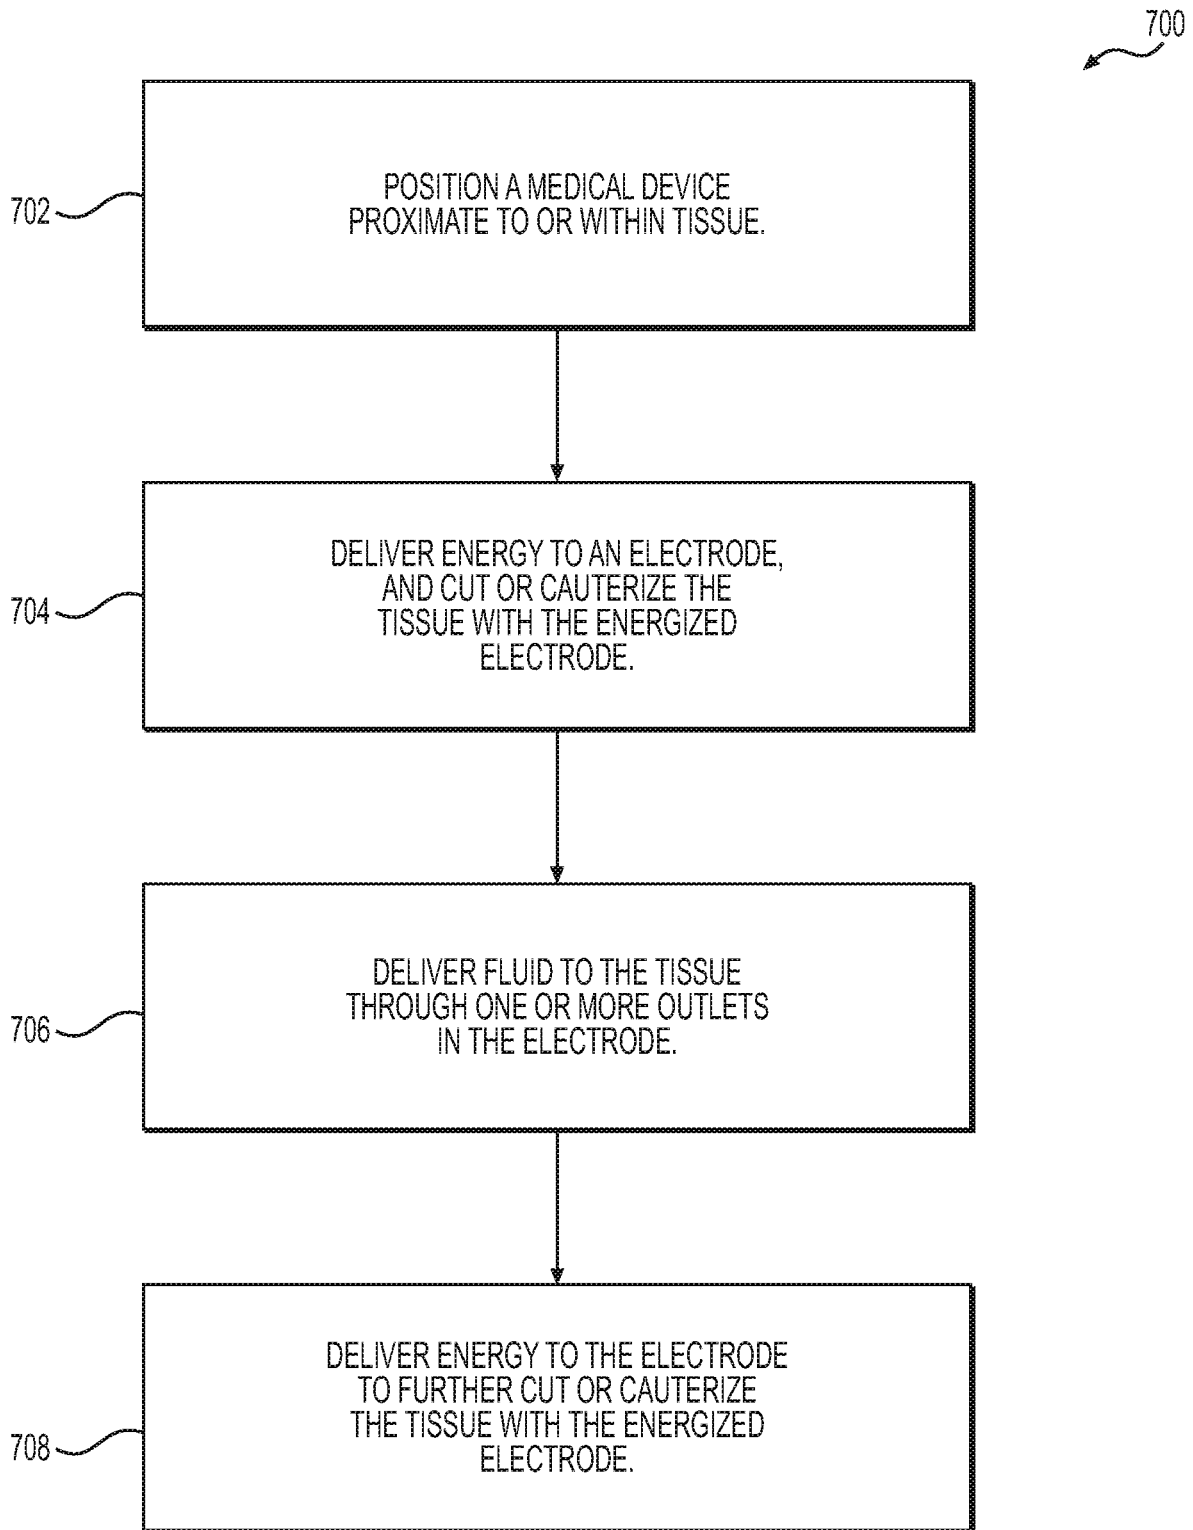 700
702
POSITION A MEDICAL DEVICE
PROXIMATE TO OR WITHIN TISSUE.
704
DELIVER ENERGY TO AN ELECTRODE,
AND CUT OR CAUTERIZE THE
TISSUE WITH THE ENERGIZED
ELECTRODE.
706
DELIVER FLUID TO THE TISSUE
THROUGH ONE OR MORE OUTLETS
IN THE ELECTRODE.
708
DELIVER ENERGY TO THE ELECTRODE
TO FURTHER CUT OR CAUTERIZE
THE TISSUE WITH THE ENERGIZED
ELECTRODE.